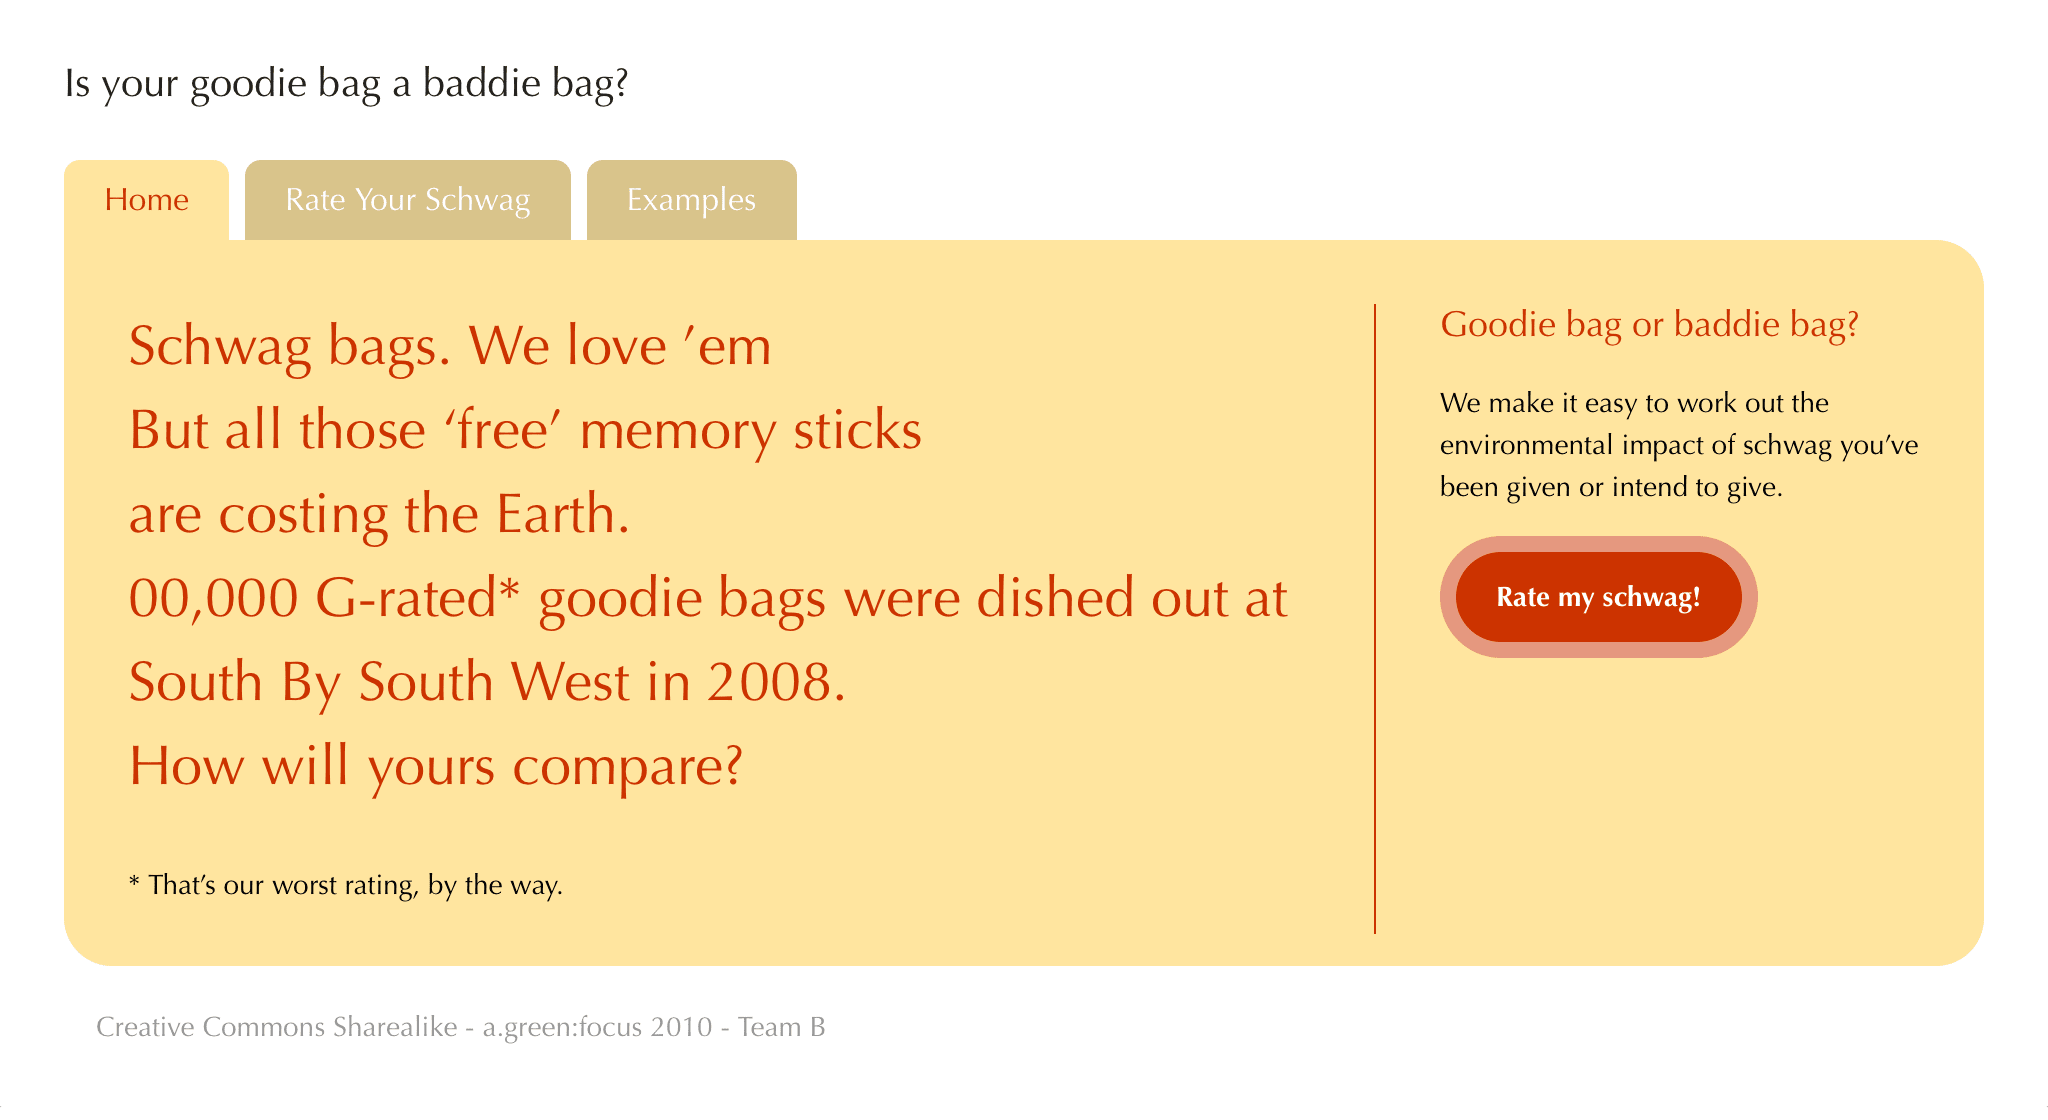 Is your goodie bag a baddie bag?
Home
Rate Your Schwag
Examples
Schwag bags. We love ’em
But all those ‘free’ memory sticks
are costing the Earth.
00,000 G-rated* goodie bags were dished out at
South By South West in 2008.
How will yours compare?
* That’s our worst rating, by the way.
Goodie bag or baddie bag?
We make it easy to work out the
environmental impact of schwag you’ve
been given or intend to give.
Rate my schwag!
Creative Commons Sharealike - a.green:focus 2010 - Team B